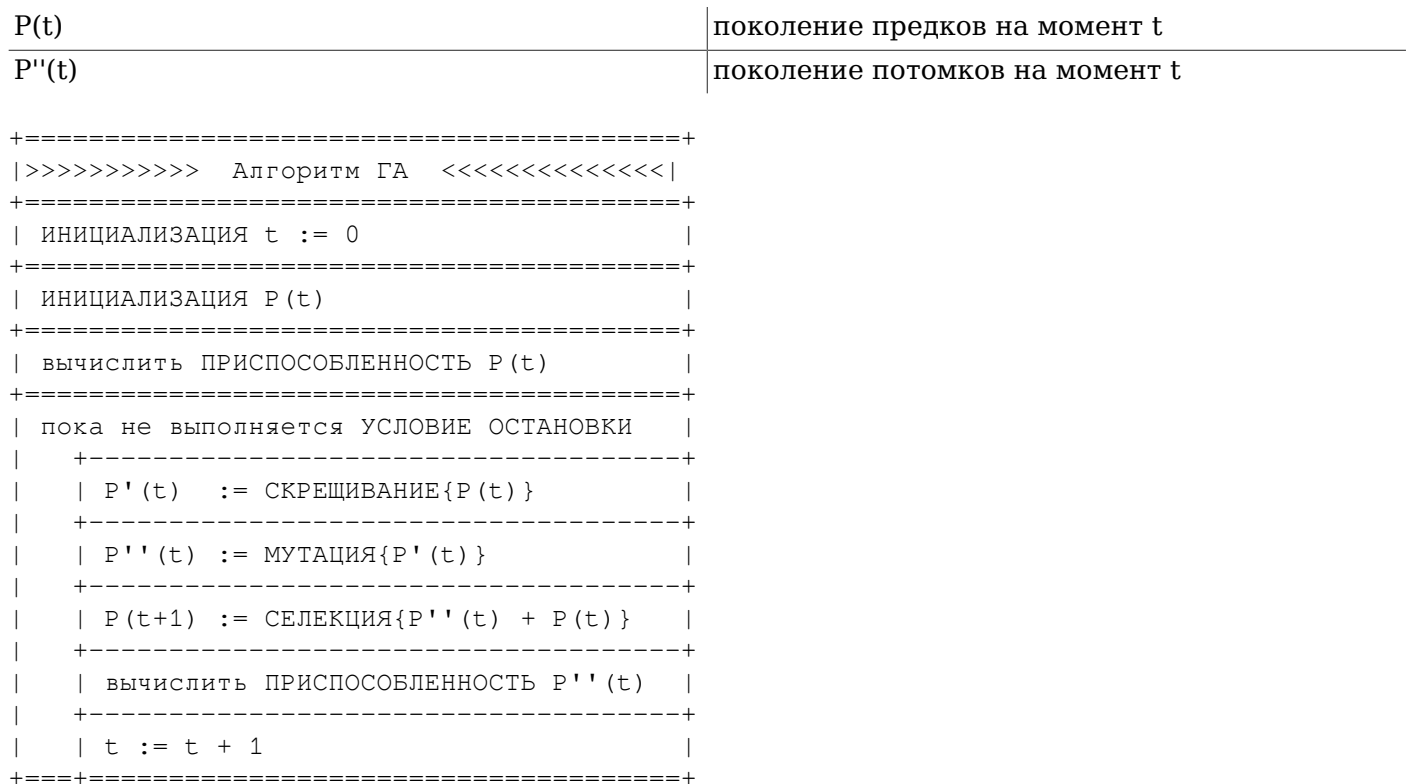 P(t) поколение предков на момент t
P''(t) поколение потомков на момент t
+=========================================+
|>>>>>>>>>>>  Алгоритм ГА  <<<<<<<<<<<<<<|
+=========================================+
| ИНИЦИАЛИЗАЦИЯ t := 0                    |
+=========================================+
| ИНИЦИАЛИЗАЦИЯ P(t)                      |
+=========================================+
| вычислить ПРИСПОСОБЛЕННОСТЬ P(t)        |
+=========================================+
| пока не выполняется УСЛОВИЕ ОСТАНОВКИ   |
|   +-------------------------------------+
|   | P'(t)  := СКРЕЩИВАНИЕ{P(t)}         |
|   +-------------------------------------+
|   | P''(t) := МУТАЦИЯ{P'(t)}            |
|   +-------------------------------------+
|   | P(t+1) := СЕЛЕКЦИЯ{P''(t) + P(t)}   |
|   +-------------------------------------+
|   | вычислить ПРИСПОСОБЛЕННОСТЬ P''(t)  |
|   +-------------------------------------+
|   | t := t + 1                          |
+===+=====================================+